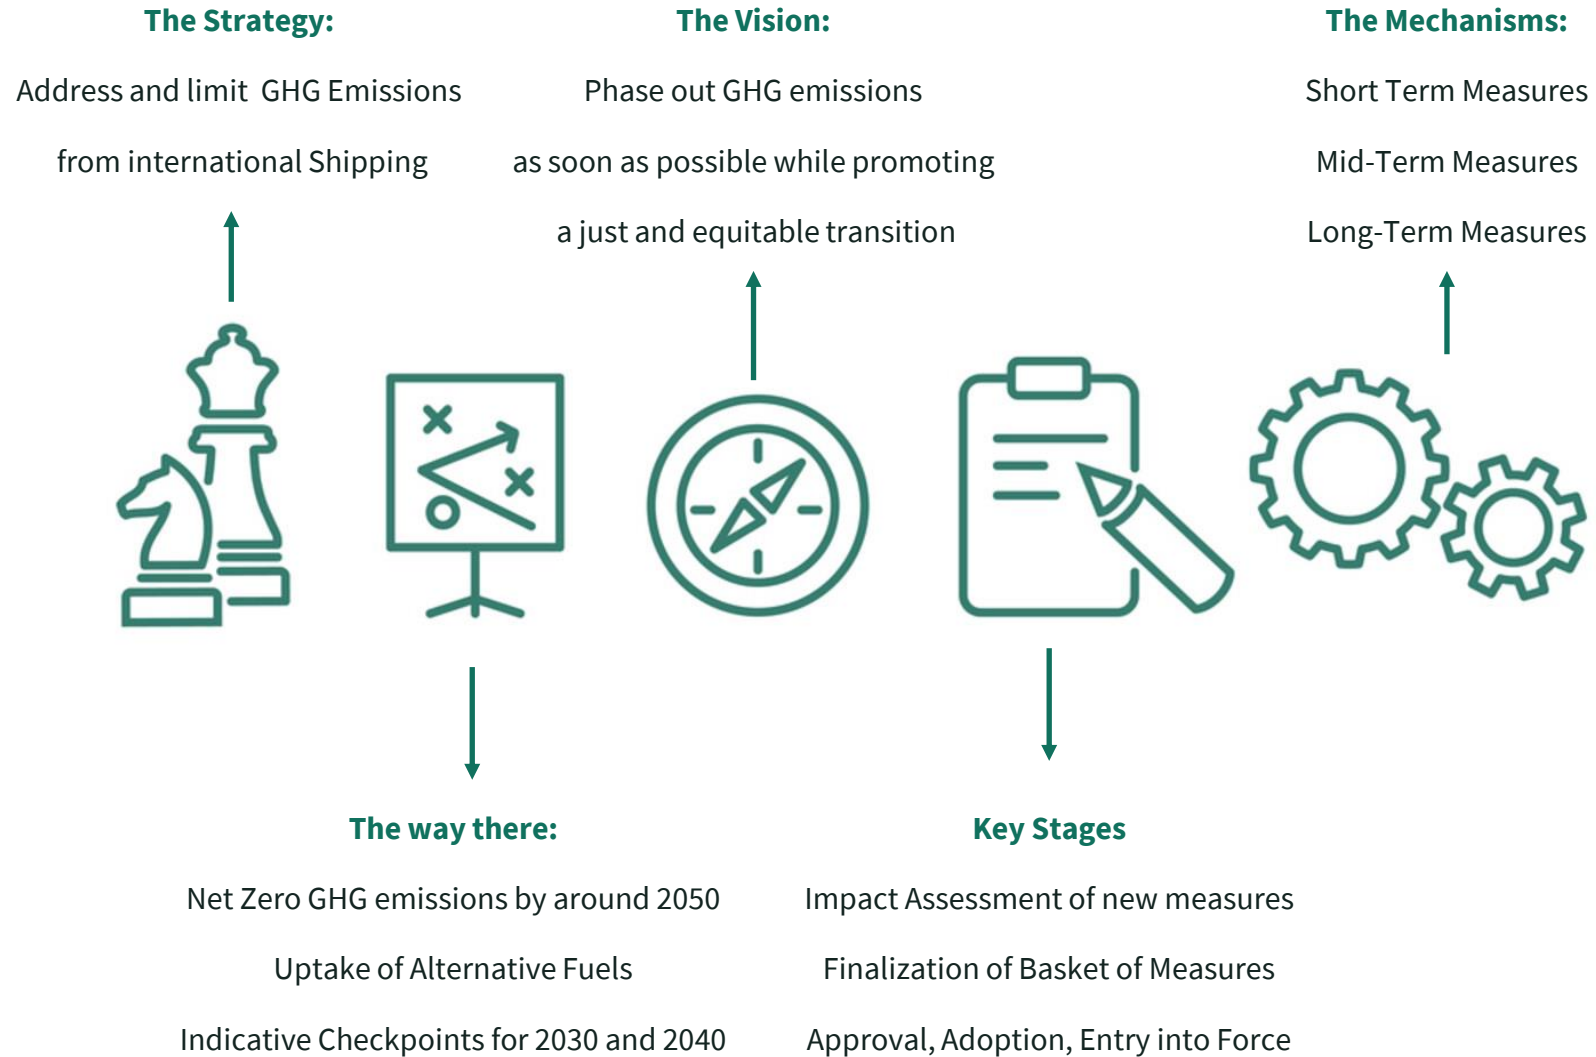 The Strategy:
Address and limit GHG Emissions
from international Shipping
The Vision:
Phase out GHG emissions
as soon as possible while promoting
a just and equitable transition
The Mechanisms:
Short Term Measures
Mid-Term Measures
Long-Term Measures
The way there:
Net Zero GHG emissions by around 2050
Uptake of Alternative Fuels
Indicative Checkpoints for 2030 and 2040
Key Stages
Impact Assessment of new measures
Finalization of Basket of Measures
Approval, Adoption, Entry into Force